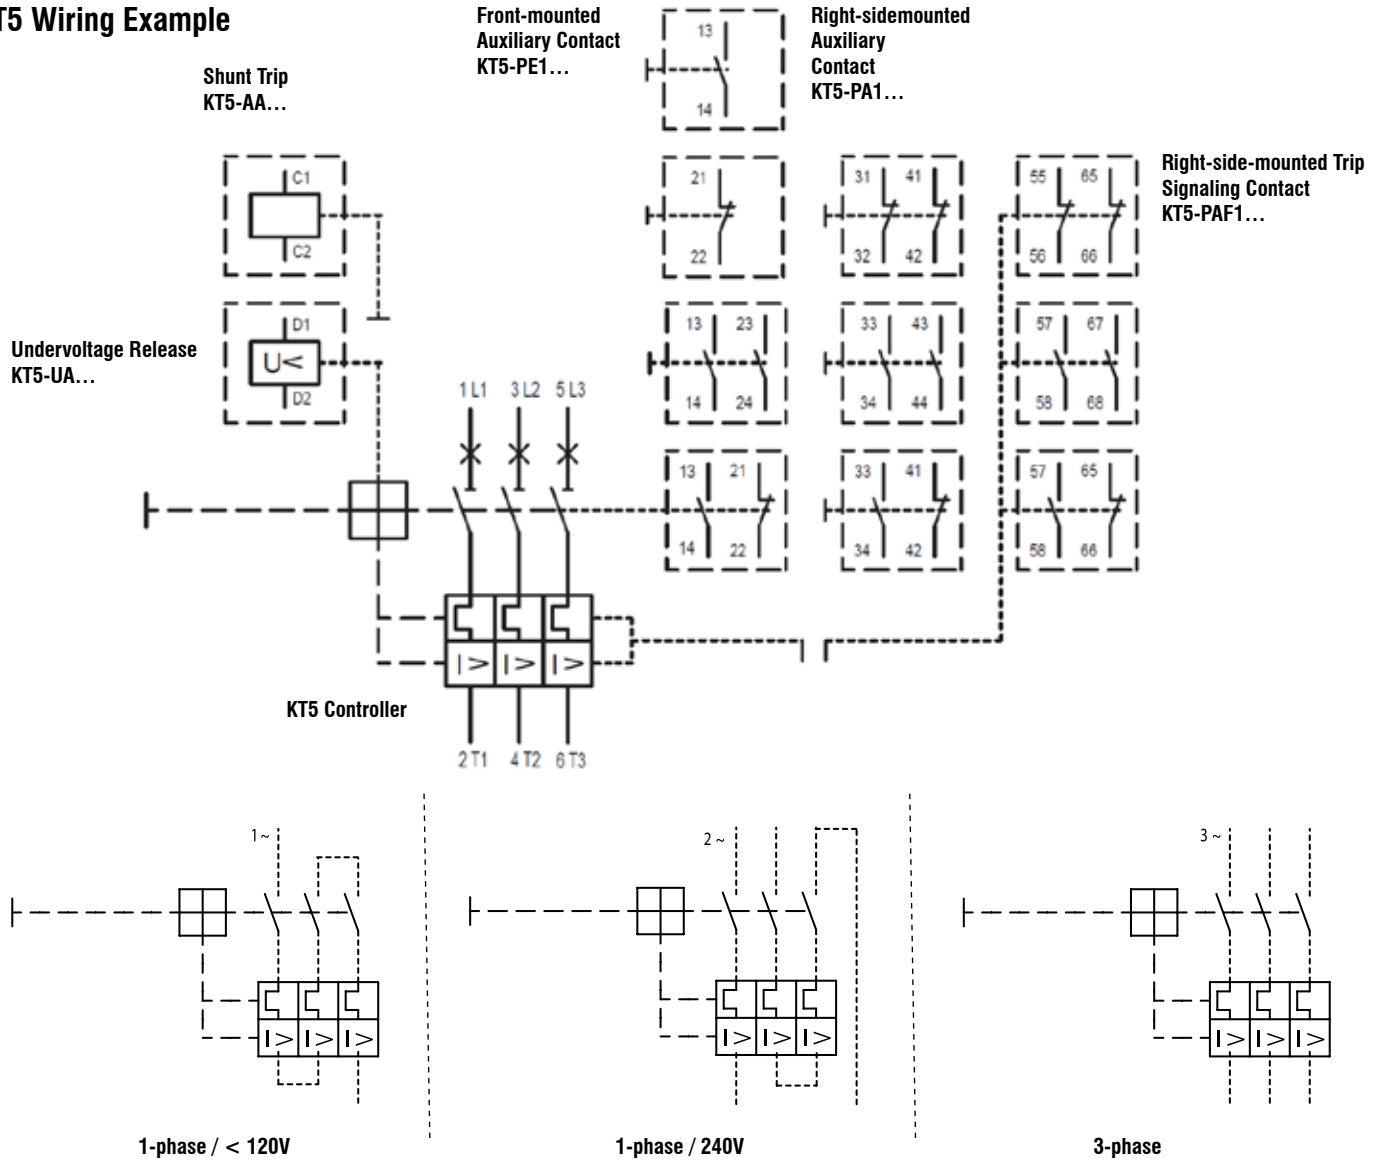 T5 Wiring Example
Front-mounted
Auxiliary Contact
KT5-PE1...
Right-sidemounted
Auxiliary
Contact
KT5-PA1...
Shunt Trip
KT5-AA...
Right-side-mounted Trip
Signaling Contact
KT5-PAF1...
Undervoltage Release
KT5-UA...
C1
C2
D1
U<
D2
13
14
21
22
13 23
14 24
13 21
14 22
31 41
32 42
33 43
34 44
33 41
34 42
55 65
56 66
57 67
58 68
57 65
58 66
1 L1 3 L2 5 L3
I > I > I >
KT5 Controller
2 T1 4 T2 6 T3
1 ~
I > I > I >
1-phase / < 120V
2 ~
I > I > I >
1-phase / 240V
3 ~
I > I > I >
3-phase